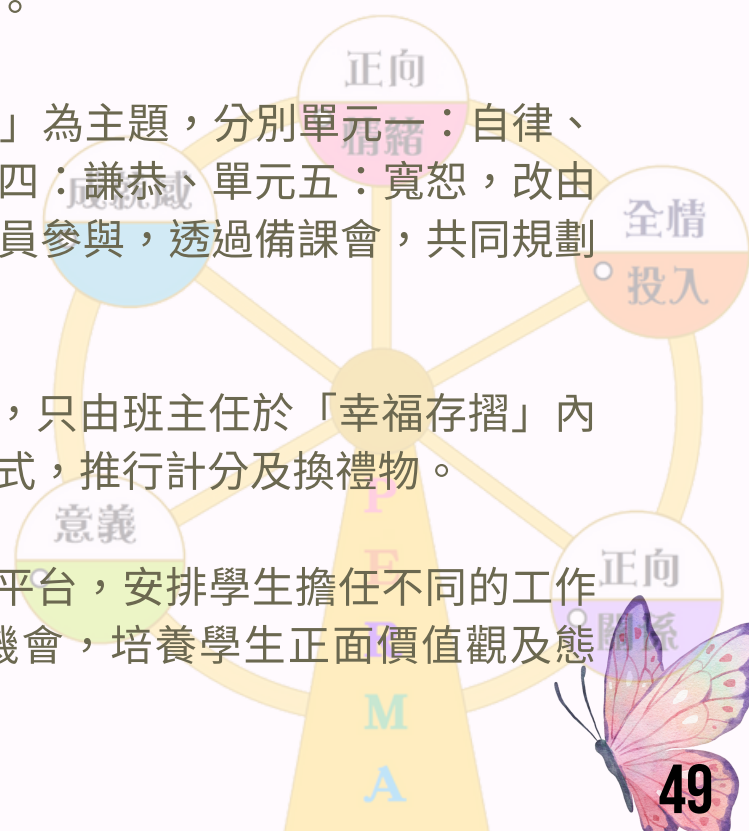 。
正向
情緒
」為主題，分別單元一：自律、
成就感
四：謙恭、單元五：寬恕，改由
全情
投入
員參與，透過備課會，共同規劃
，只由班主任於「幸福存摺」內
式，推行計分及換禮物。
意義
正向
關係
平台，安排學生擔任不同的工作
機會，培養學生正面價值觀及態
P
E
R
M
A
49